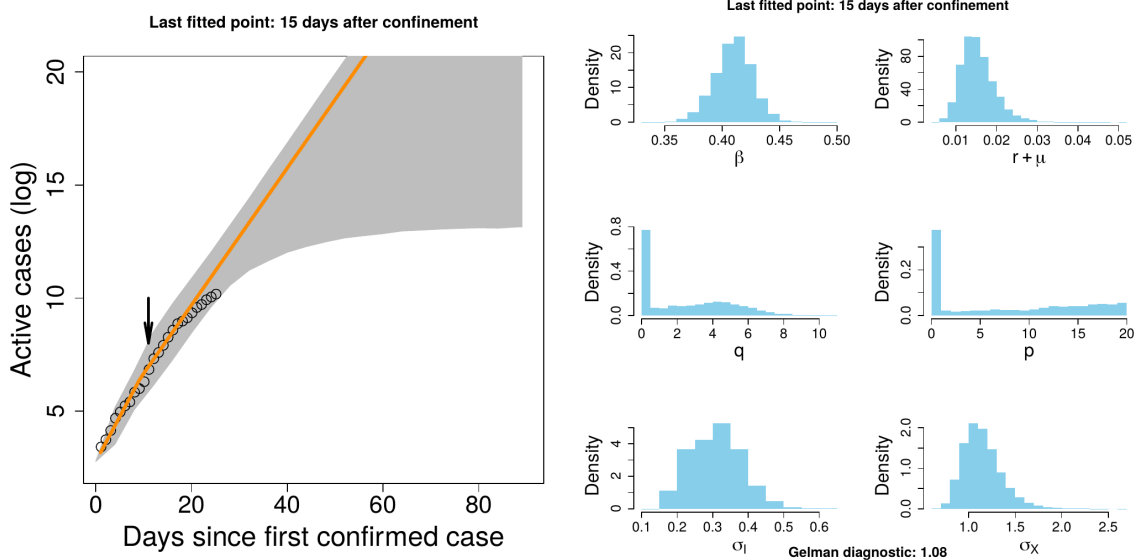 Last fitted point: 15 days after confinement
Active cases (log)
20
15
10
5
0 20 40 60 80
Days since first confirmed case
Last fitted point: 15 days after confinement
Density
20
10
0
0.35 0.40 0.45 0.50
β
Density
80
40
0
0.01 0.02 0.03 0.04 0.05
r + μ
Density
0.8
0.4
0.0
0 2 4 6 8 10
q
Density
0.2
0.0
0 5 10 15 20
p
Density
4
2
0
0.1 0.2 0.3 0.4 0.5 0.6
σI
Density
2.0
1.0
0.0
1.0 1.5 2.0 2.5
σX
Gelman diagnostic: 1.08